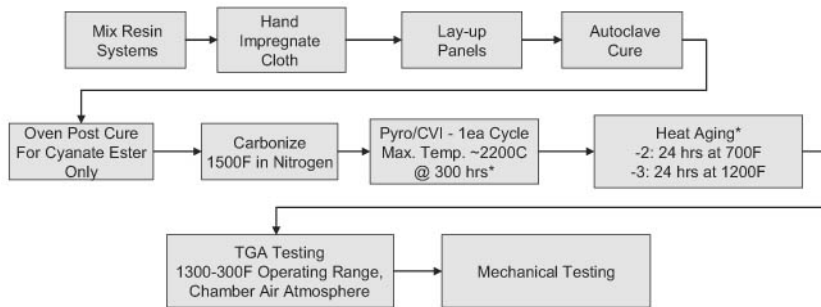 Mix Resin
Systems
Hand
Impregnate
Cloth
Lay-up
Panels
Autoclave
Cure
Oven Post Cure
For Cyanate Ester
Only
Carbonize
1500F in Nitrogen
Pyro/CVI - 1ea Cycle
Max. Temp. ~2200C
@ 300 hrs*
Heat Aging*
-2: 24 hrs at 700F
-3: 24 hrs at 1200F
TGA Testing
1300-300F Operating Range,
Chamber Air Atmosphere
Mechanical Testing